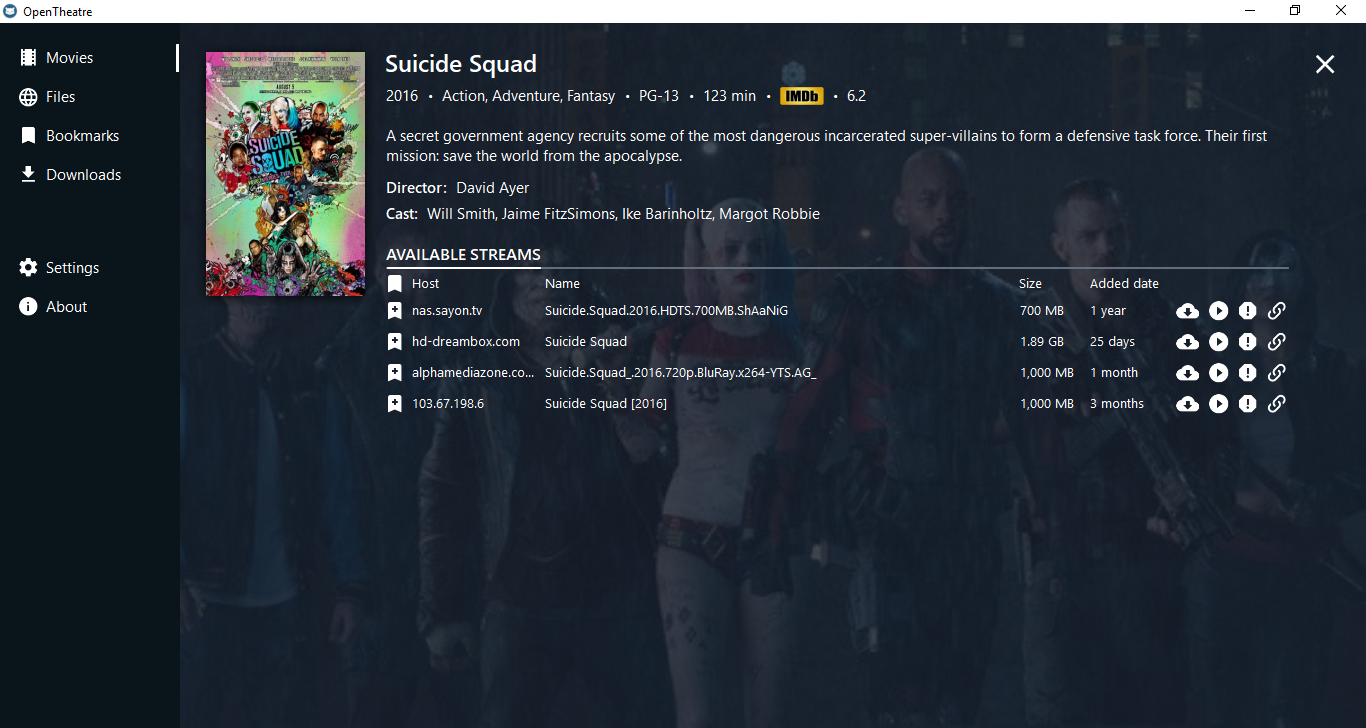 OpenTheatre
Movies
Files
Bookmarks
Downloads
Settings
About
AUGUST 5
SUICIDE
SQUAD
Suicide Squad
2016 • Action, Adventure, Fantasy • PG-13 • 123 min • IMDb • 6.2
A secret government agency recruits some of the most dangerous incarcerated super-villains to form a defensive task force. Their first
mission: save the world from the apocalypse.
Director: David Ayer
Cast: Will Smith, Jaime FitzSimons, Ike Barinholtz, Margot Robbie
AVAILABLE STREAMS
Host Name Size Added date
nas.sayon.tv Suicide.Squad.2016.HDTS.700MB.ShAaNiG 700 MB 1 year
hd-dreambox.com Suicide Squad 1.89 GB 25 days
alphamediazone.co... Suicide.Squad_.2016.720p.BluRay.x264-YTS.AG_ 1,000 MB 1 month
103.67.198.6 Suicide Squad [2016] 1,000 MB 3 months